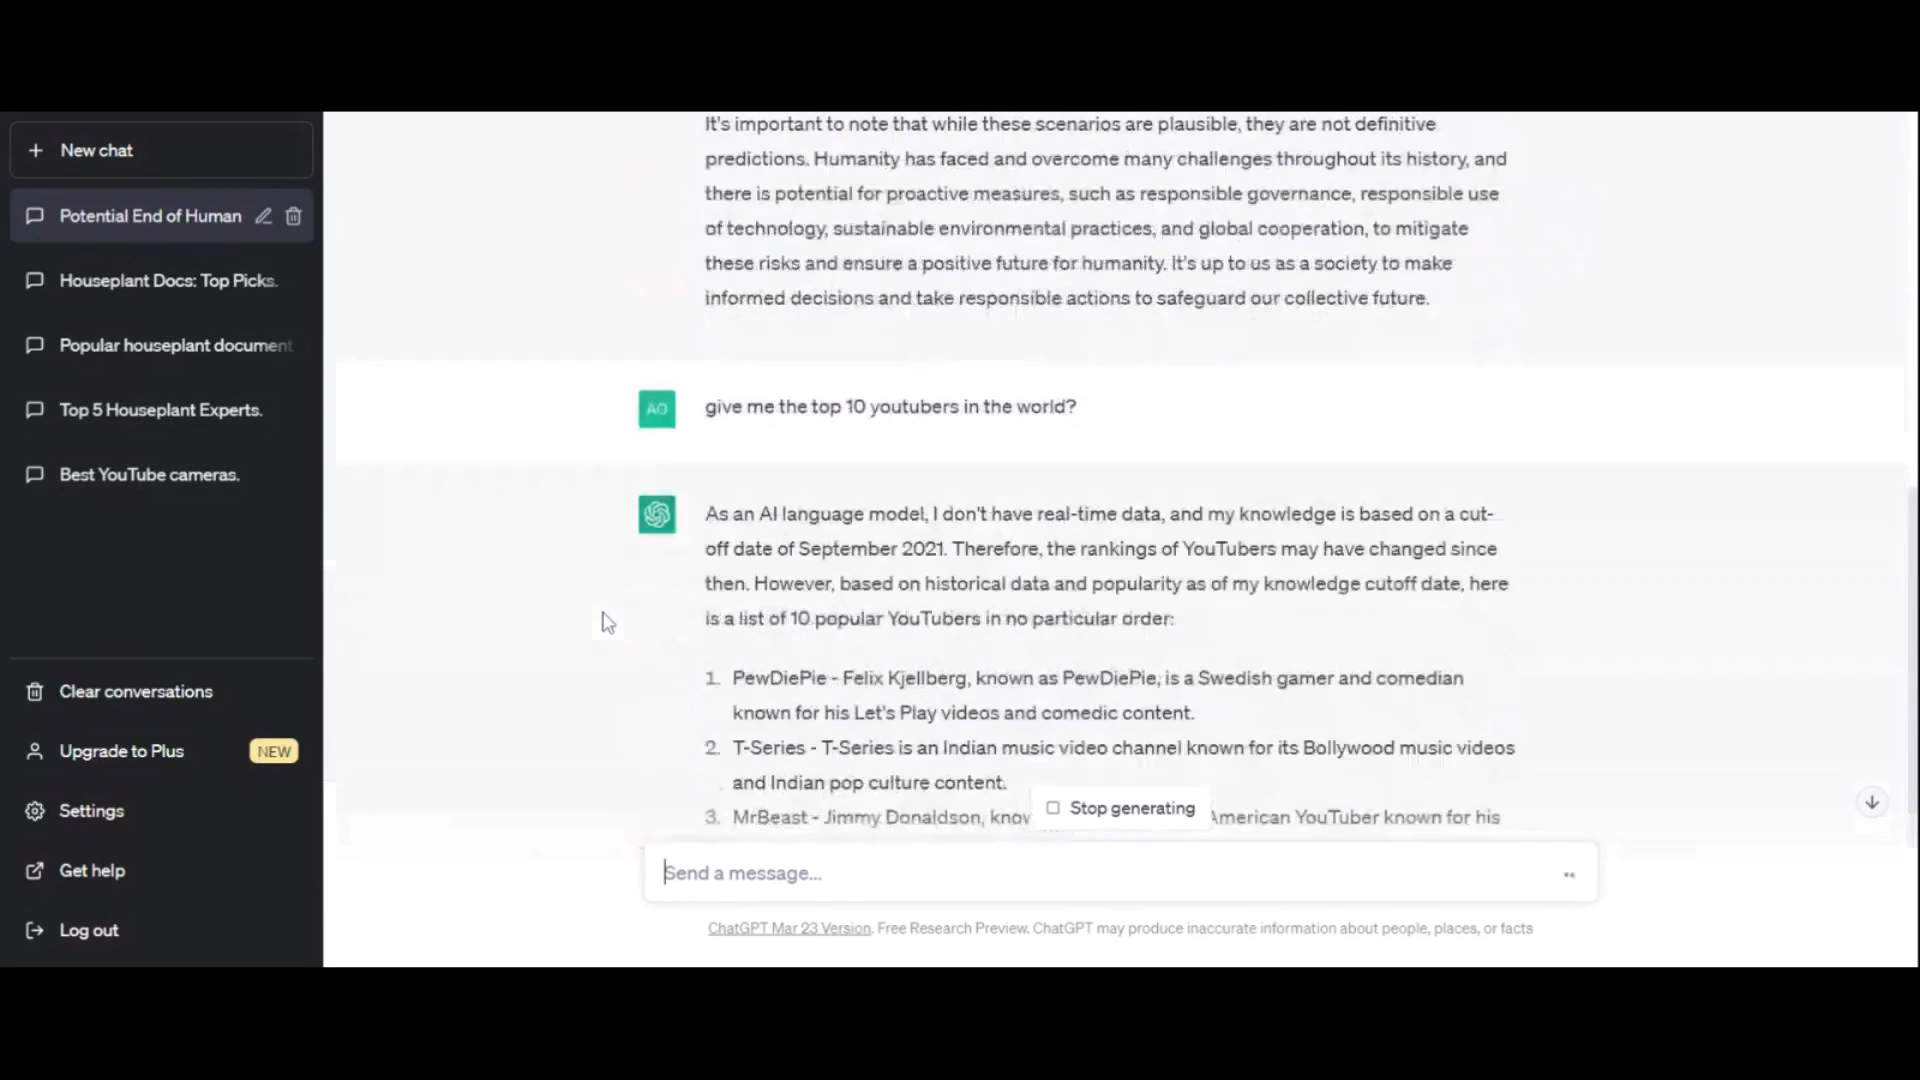 New chat
Potential End of Human
Houseplant Docs: Top Picks.
Popular houseplant document
Top 5 Houseplant Experts.
Best YouTube cameras.
Clear conversations
Upgrade to Plus NEW
Settings
Get help
Log out
It's important to note that while these scenarios are plausible, they are not definitive
predictions. Humanity has faced and overcome many challenges throughout its history, and
there is potential for proactive measures, such as responsible governance, responsible use
of technology, sustainable environmental practices, and global cooperation, to mitigate
these risks and ensure a positive future for humanity. It's up to us as a society to make
informed decisions and take responsible actions to safeguard our collective future.
AO
give me the top 10 youtubers in the world?
As an AI language model, I don't have real-time data, and my knowledge is based on a cut-
off date of September 2021. Therefore, the rankings of YouTubers may have changed since
then. However, based on historical data and popularity as of my knowledge cutoff date, here
is a list of 10 popular YouTubers in no particular order:
1. PewDiePie - Felix Kjellberg, known as PewDiePie, is a Swedish gamer and comedian
known for his Let's Play videos and comedic content.
2. T-Series - T-Series is an Indian music video channel known for its Bollywood music videos
and Indian pop culture content.
Stop generating
3. MrBeast - Jimmy Donaldson, American YouTuber known for his
Send a message...
ChatGPT Mar 23 Version. Free Research Preview. ChatGPT may produce inaccurate information about people, places, or facts